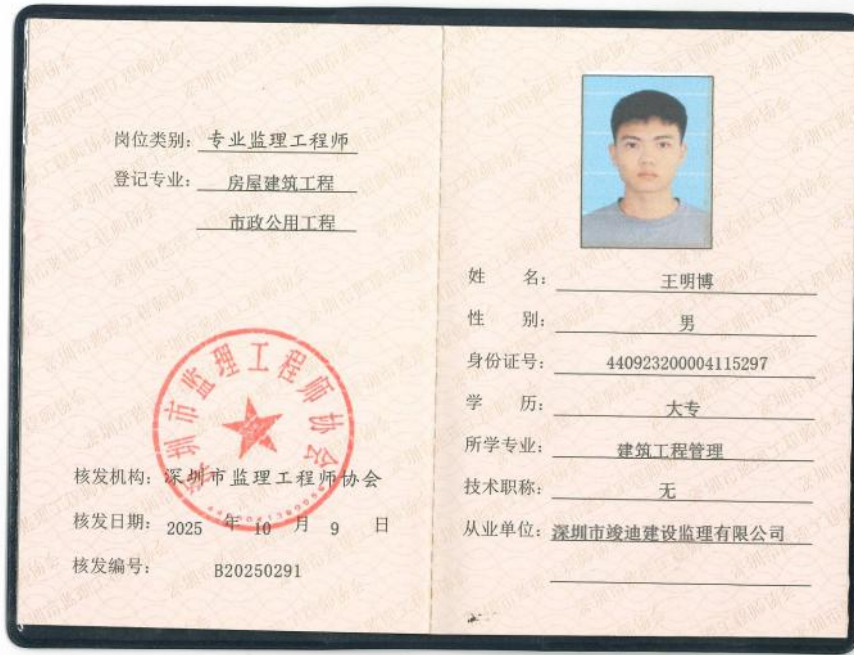 岗位类别：专业监理工程师
登记专业：房屋建筑工程
市政公用工程
深圳市监理工程师协会
核发机构：深圳市监理工程师协会
核发日期：2025 年 10 月 9 日
核发编号：B20250291
姓 名：王明博
性 别：男
身份证号：440923200004115297
学 历：大专
所学专业：建筑工程管理
技术职称：无
从业单位：深圳市竣迪建设监理有限公司